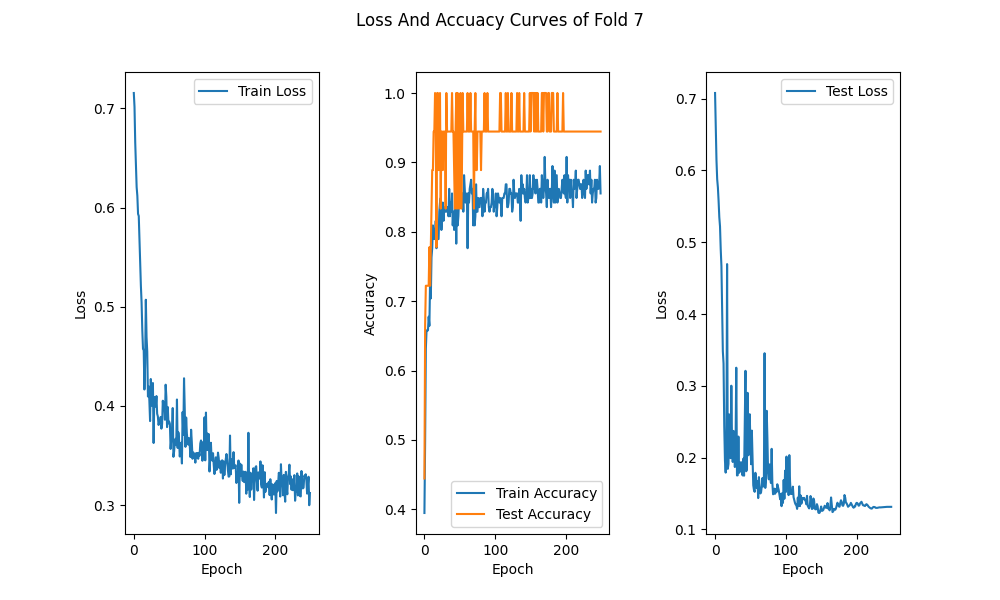 Loss And Accuacy Curves of Fold 7
Train Loss
0.7
0.6
0.5
0.4
0.3
Loss
0
100
200
Epoch
1.0
0.9
0.8
0.7
0.6
0.5
0.4
Accuracy
Train Accuracy
Test Accuracy
0
100
200
Epoch
Test Loss
0.7
0.6
0.5
0.4
0.3
0.2
0.1
Loss
0
100
200
Epoch